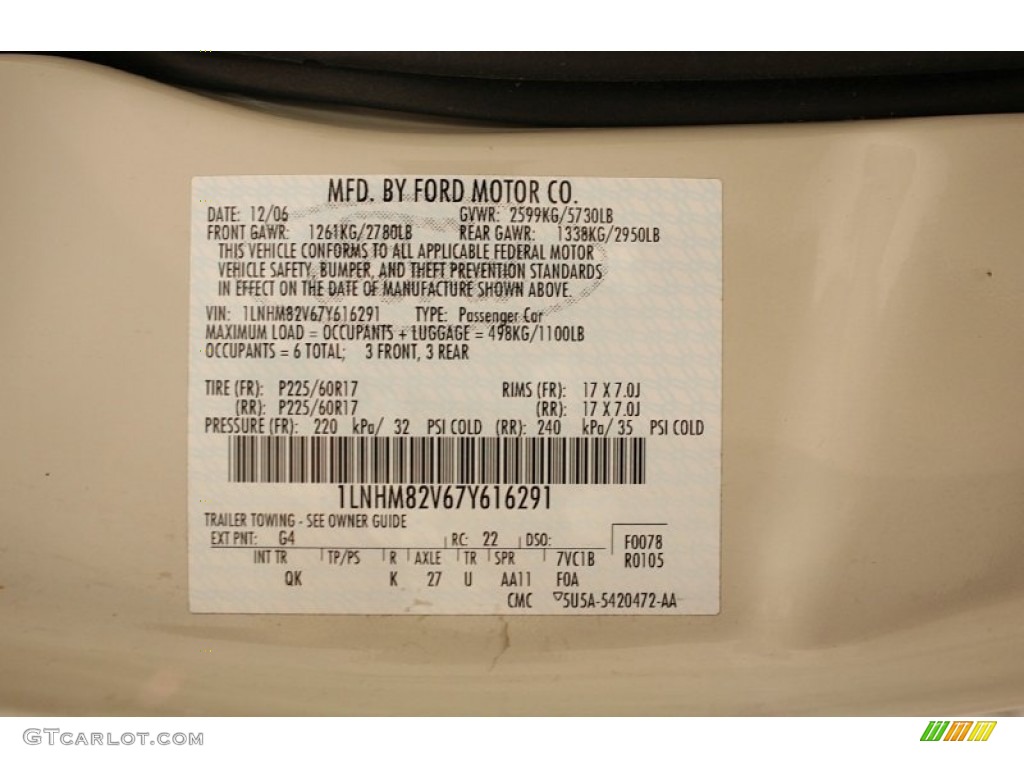 MFD. BY FORD MOTOR CO.
DATE: 12/06 GVWR: 2599KG/5730LB
FRONT GAWR: 1261KG/2780LB REAR GAWR: 1338KG/2950LB
THIS VEHICLE CONFORMS TO ALL APPLICABLE FEDERAL MOTOR
VEHICLE SAFETY, BUMPER, AND THEFT PREVENTION STANDARDS
IN EFFECT ON THE DATE OF MANUFACTURE SHOWN ABOVE.
VIN: 1LNHM82V67Y616291 TYPE: Passenger Car
MAXIMUM LOAD = OCCUPANTS + LUGGAGE = 498KG/1100LB
OCCUPANTS = 6 TOTAL; 3 FRONT, 3 REAR
TIRE (FR): P225/60R17 RIMS (FR): 17 X 7.0J
(RR): P225/60R17 (RR): 17 X 7.0J
PRESSURE (FR): 220 kPa/ 32 PSI COLD (RR): 240 kPa/ 35 PSI COLD
1LNHM82V67Y616291
TRAILER TOWING - SEE OWNER GUIDE
EXT PNT: G4 RC: 22 DSO: F0078
INT TR TP/PS R AXLE TR SPR 7VC1B R0105
QK K 27 U AA11 F0A
CMC ▽5U5A-5420472-AA
GTCARLOT.COM